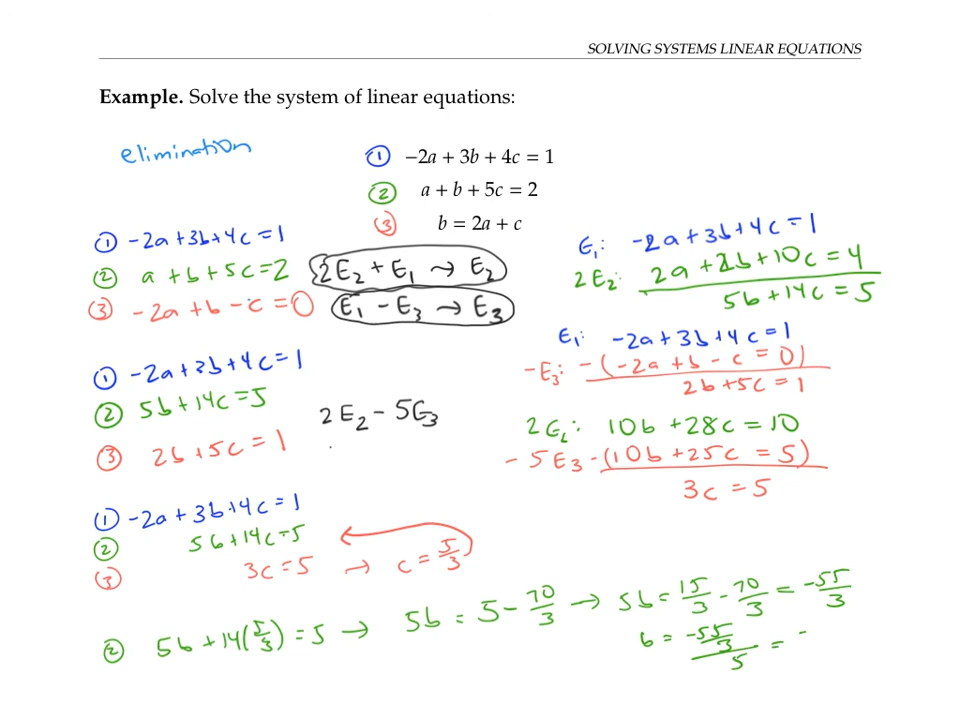 SOLVING SYSTEMS LINEAR EQUATIONS
Example. Solve the system of linear equations:
elimination
① −2a + 3b + 4c = 1
② a + b + 5c = 2
③ b = 2a + c
① -2a+3b+4c=1
② a+b+5c=2 2E₂+E₁ → E₂
③ -2a+b-c=0 E₁-E₃ → E₃
E₁: -2a+3b+4c=1
2E₂: 2a+2b+10c=4
5b+14c=5
E₁: -2a+3b+4c=1
-E₃: -(-2a+b-c=0)
2b+5c=1
① -2a+3b+4c=1
② 5b+14c=5
③ 2b+5c=1
2E₂-5E₃
2E₂: 10b+28c=10
-5E₃ -(10b+25c=5)
3c=5
① -2a+3b+4c=1
② 5b+14c=5
③ 3c=5 → c=5/3
② 5b+14(5/3)=5 → 5b=5-70/3 → 5b=15/3-70/3=-55/3
b=-55/3/5=-